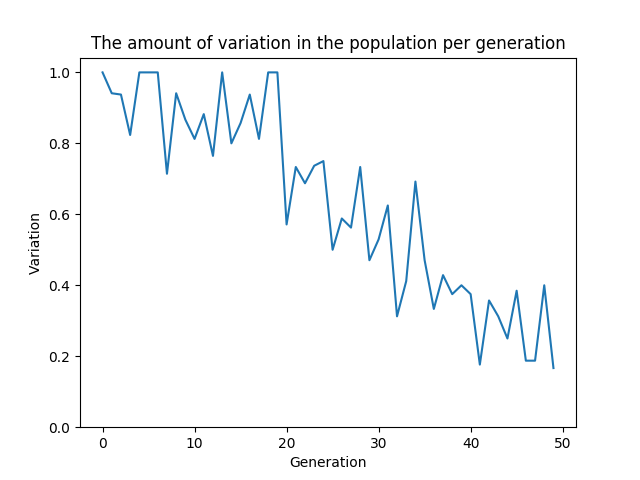 The amount of variation in the population per generation
1.0
0.8
0.6
0.4
0.2
0.0
Variation
0 10 20 30 40 50
Generation